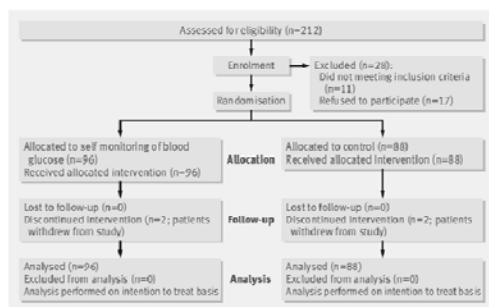 Assessed for eligibility (n=212)
Enrolment
Excluded (n=28):
Did not meeting inclusion criteria
(n=11)
Refused to participate (n=17)
Randomisation
Allocated to self monitoring of blood
glucose (n=96)
Received allocated intervention (n=96)
Allocation
Allocated to control (n=88)
Received allocated intervention (n=88)
Lost to follow-up (n=0)
Discontinued intervention (n=2; patients
withdrew from study)
Follow-up
Lost to follow-up (n=0)
Discontinued intervention (n=2; patients
withdrew from study)
Analysed (n=96)
Excluded from analysis (n=0)
Analysis performed on intention to treat basis
Analysis
Analysed (n=88)
Excluded from analysis (n=0)
Analysis performed on intention to treat basis